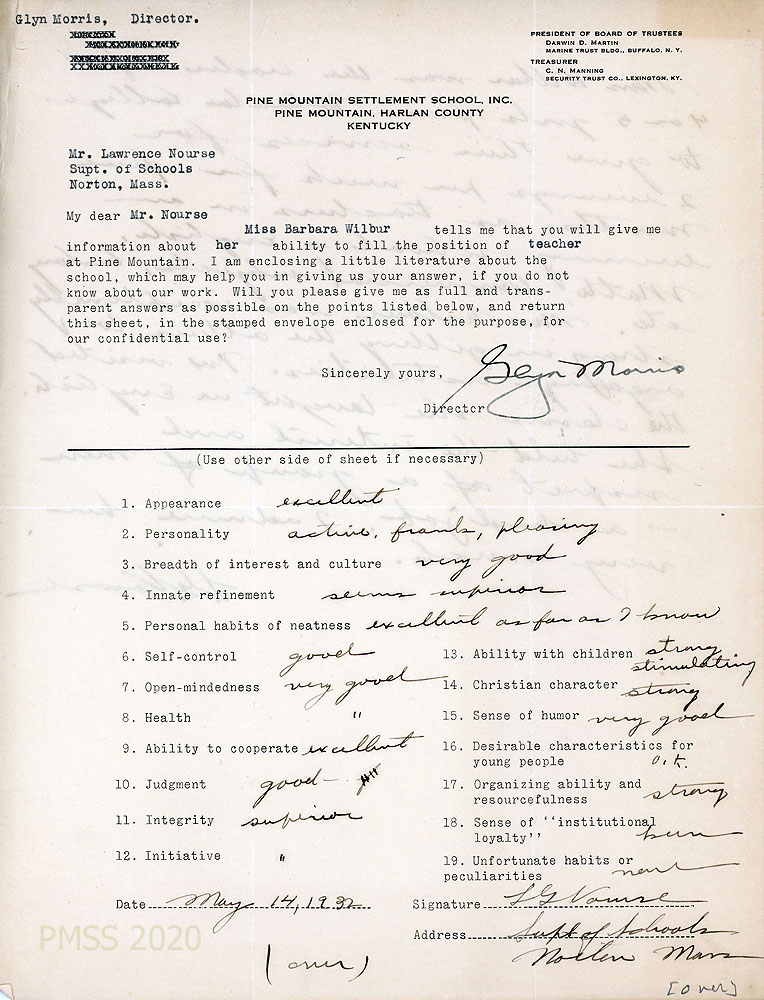 Glyn Morris, Director.
PRESIDENT OF BOARD OF TRUSTEES
DARWIN D. MARTIN
MARINE TRUST BLDG., BUFFALO, N. Y.
TREASURER
C. N. MANNING
SECURITY TRUST CO., LEXINGTON, KY.
PINE MOUNTAIN SETTLEMENT SCHOOL, INC.
PINE MOUNTAIN, HARLAN COUNTY
KENTUCKY
Mr. Lawrence Nourse
Supt. of Schools
Norton, Mass.
My dear Mr. Nourse
Miss Barbara Wilbur tells me that you will give me
information about her ability to fill the position of teacher
at Pine Mountain. I am enclosing a little literature about the
school, which may help you in giving us your answer, if you do not
know about our work. Will you please give me as full and trans-
parent answers as possible on the points listed below, and return
this sheet, in the stamped envelope enclosed for the purpose, for
our confidential use?
Sincerely yours, Glyn Morris
Director
(Use other side of sheet if necessary)
1. Appearance excellent
2. Personality active, frank, pleasing
3. Breadth of interest and culture very good
4. Innate refinement seems superior
5. Personal habits of neatness excellent as far as I know
6. Self-control good
7. Open-mindedness very good
8. Health "
9. Ability to cooperate excellent
10. Judgment good
11. Integrity superior
12. Initiative "
13. Ability with children strong
stimulating
14. Christian character strong
15. Sense of humor very good
16. Desirable characteristics for
young people O.K.
17. Organizing ability and
resourcefulness strong
18. Sense of ''institutional
loyalty'' keen
19. Unfortunate habits or
peculiarities none
Date May 14, 1932
Signature L G Nourse
Address Supt of Schools
Norton Mass
(over)
[over]
PMSS 2020